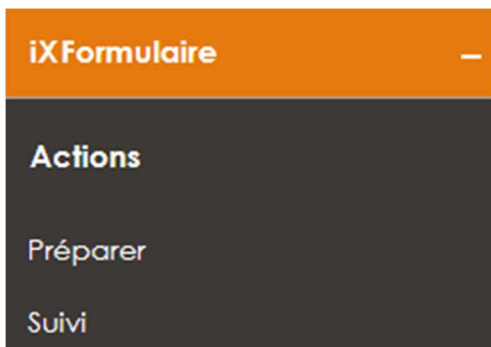 iXFormulaire –
Actions
Préparer
Suivi